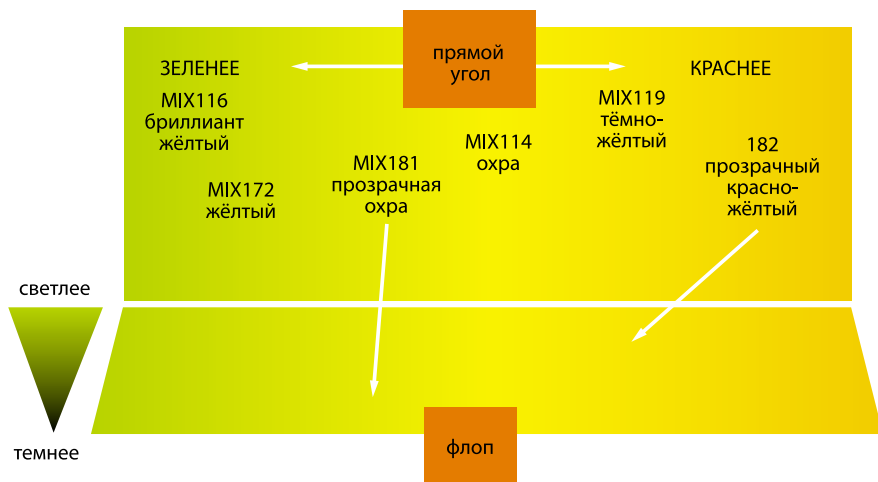 прямой
угол
ЗЕЛЕНЕЕ
КРАСНЕЕ
MIX116
бриллиант
жёлтый
MIX172
жёлтый
MIX181
прозрачная
охра
MIX114
охра
MIX119
тёмно-
жёлтый
182
прозрачный
красно-
жёлтый
светлее
темнее
флоп